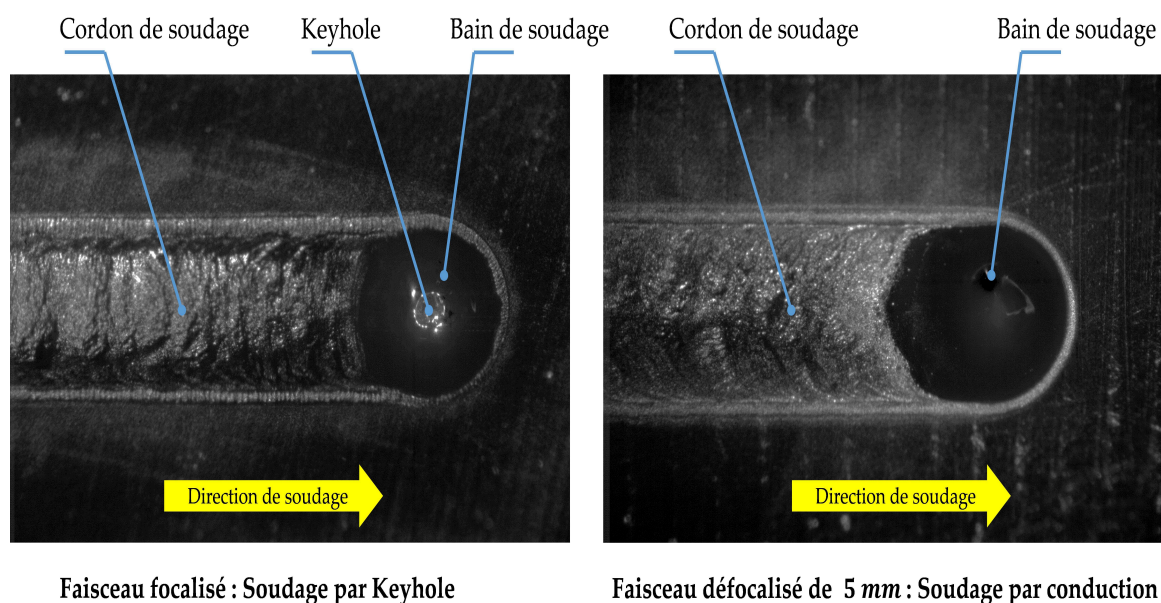 Cordon de soudage Keyhole Bain de soudage Cordon de soudage Bain de soudage
Direction de soudage Direction de soudage
Faisceau focalisé : Soudage par Keyhole Faisceau défocalisé de 5 mm : Soudage par conduction